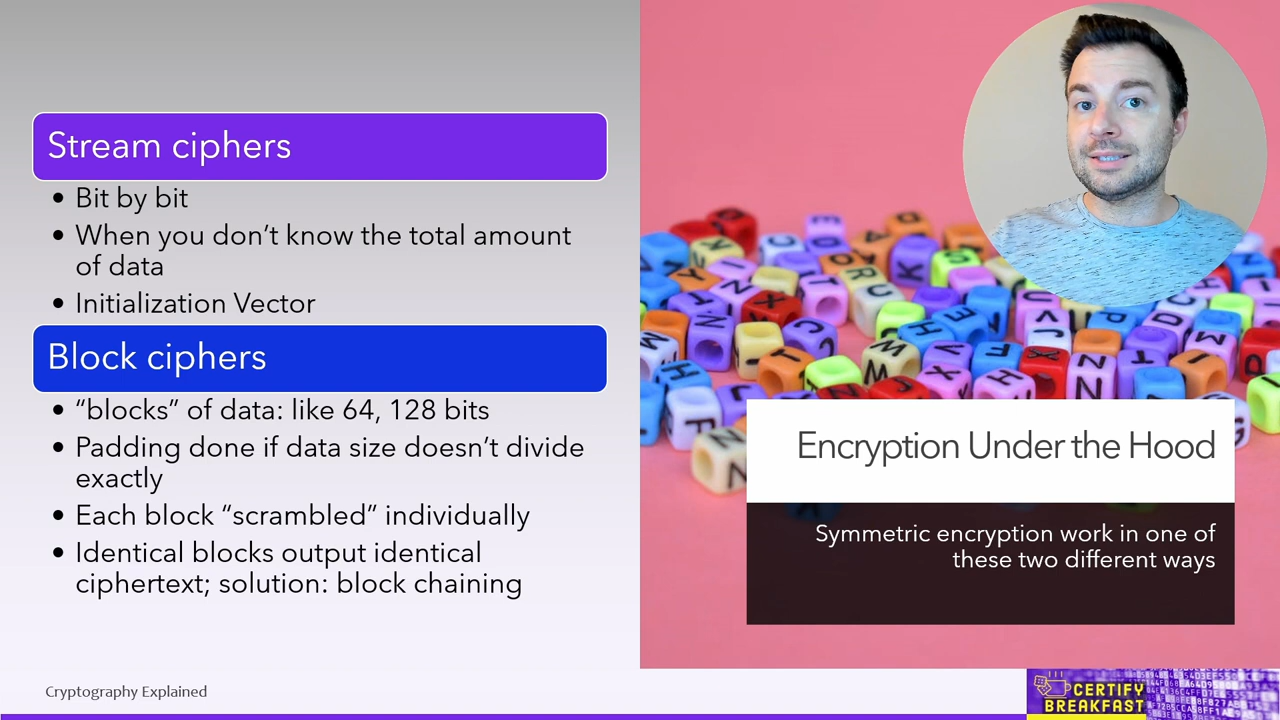 Stream ciphers
• Bit by bit
• When you don’t know the total amount
of data
• Initialization Vector
Block ciphers
• “blocks” of data: like 64, 128 bits
• Padding done if data size doesn’t divide
exactly
• Each block “scrambled” individually
• Identical blocks output identical
ciphertext; solution: block chaining
Encryption Under the Hood
Symmetric encryption work in one of
these two different ways
Cryptography Explained
CERTIFY
BREAKFAST